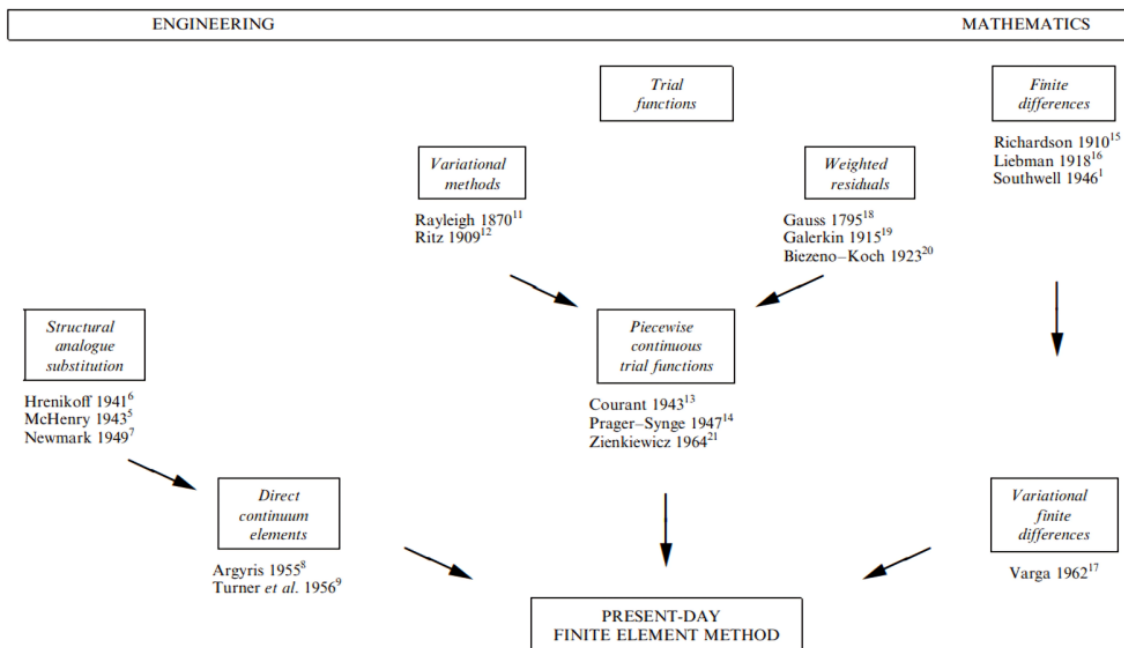 ENGINEERING
MATHEMATICS
Trial
functions
Finite
differences
Richardson 1910¹⁵
Liebman 1918¹⁶
Southwell 1946¹
Variational
methods
Rayleigh 1870¹¹
Ritz 1909¹²
Weighted
residuals
Gauss 1795¹⁸
Galerkin 1915¹⁹
Biezeno–Koch 1923²⁰
Structural
analogue
substitution
Hrenikoff 1941⁶
McHenry 1943⁵
Newmark 1949⁷
Piecewise
continuous
trial functions
Courant 1943¹³
Prager–Synge 1947¹⁴
Zienkiewicz 1964²¹
Direct
continuum
elements
Argyris 1955⁸
Turner et al. 1956⁹
Variational
finite
differences
Varga 1962¹⁷
PRESENT-DAY
FINITE ELEMENT METHOD